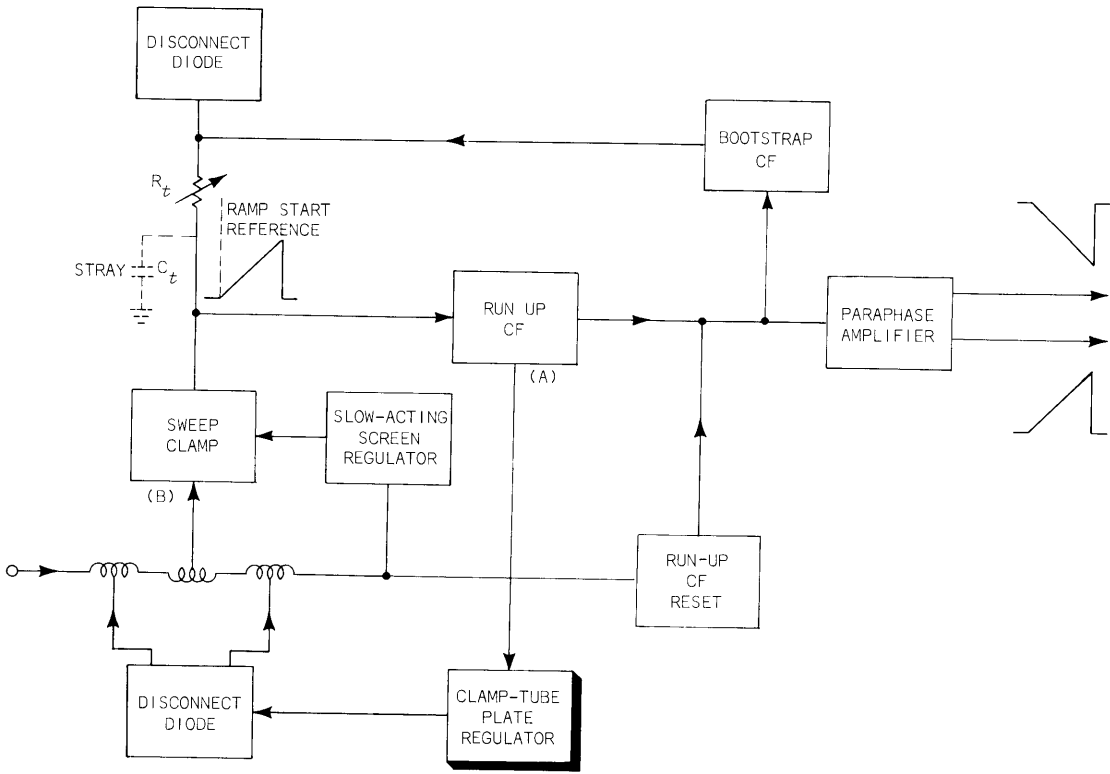 DISCONNECT
DIODE
BOOTSTRAP
CF
Rt
RAMP START
REFERENCE
STRAY
Ct
RUN UP
CF
(A)
PARAPHASE
AMPLIFIER
SWEEP
CLAMP
(B)
SLOW-ACTING
SCREEN
REGULATOR
RUN-UP
CF
RESET
DISCONNECT
DIODE
CLAMP-TUBE
PLATE
REGULATOR